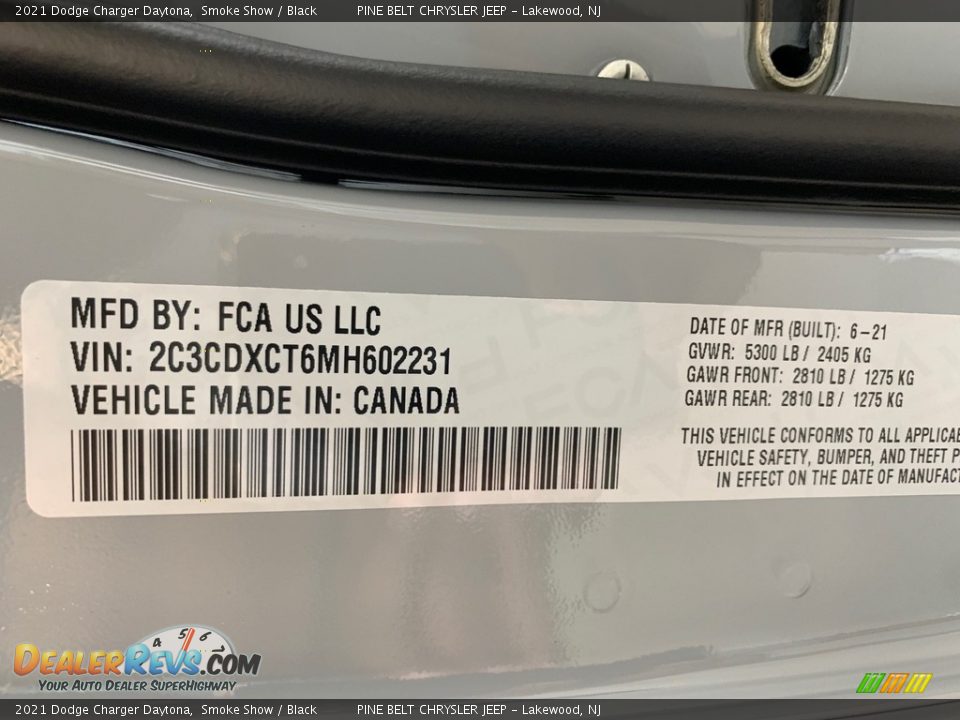 2021 Dodge Charger Daytona, Smoke Show / Black PINE BELT CHRYSLER JEEP – Lakewood, NJ
MFD BY: FCA US LLC
VIN: 2C3CDXCT6MH602231
VEHICLE MADE IN: CANADA
DATE OF MFR (BUILT): 6-21
GVWR: 5300 LB / 2405 KG
GAWR FRONT: 2810 LB / 1275 KG
GAWR REAR: 2810 LB / 1275 KG
THIS VEHICLE CONFORMS TO ALL APPLICAB
VEHICLE SAFETY, BUMPER, AND THEFT P
IN EFFECT ON THE DATE OF MANUFACT
4 5 6
DEALERREVS.COM
YOUR AUTO DEALER SUPERHIGHWAY
2021 Dodge Charger Daytona, Smoke Show / Black PINE BELT CHRYSLER JEEP – Lakewood, NJ